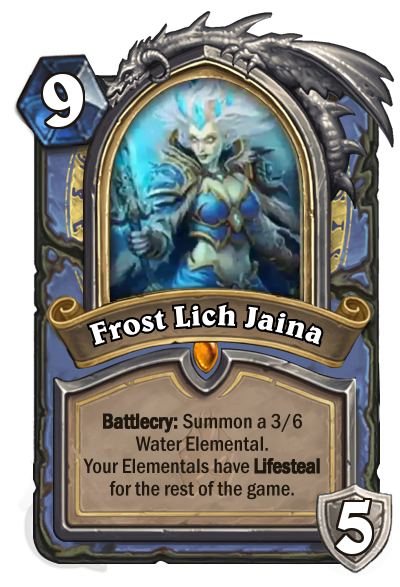 9
Frost Lich Jaina
Battlecry: Summon a 3/6
Water Elemental.
Your Elementals have Lifesteal
for the rest of the game.
5